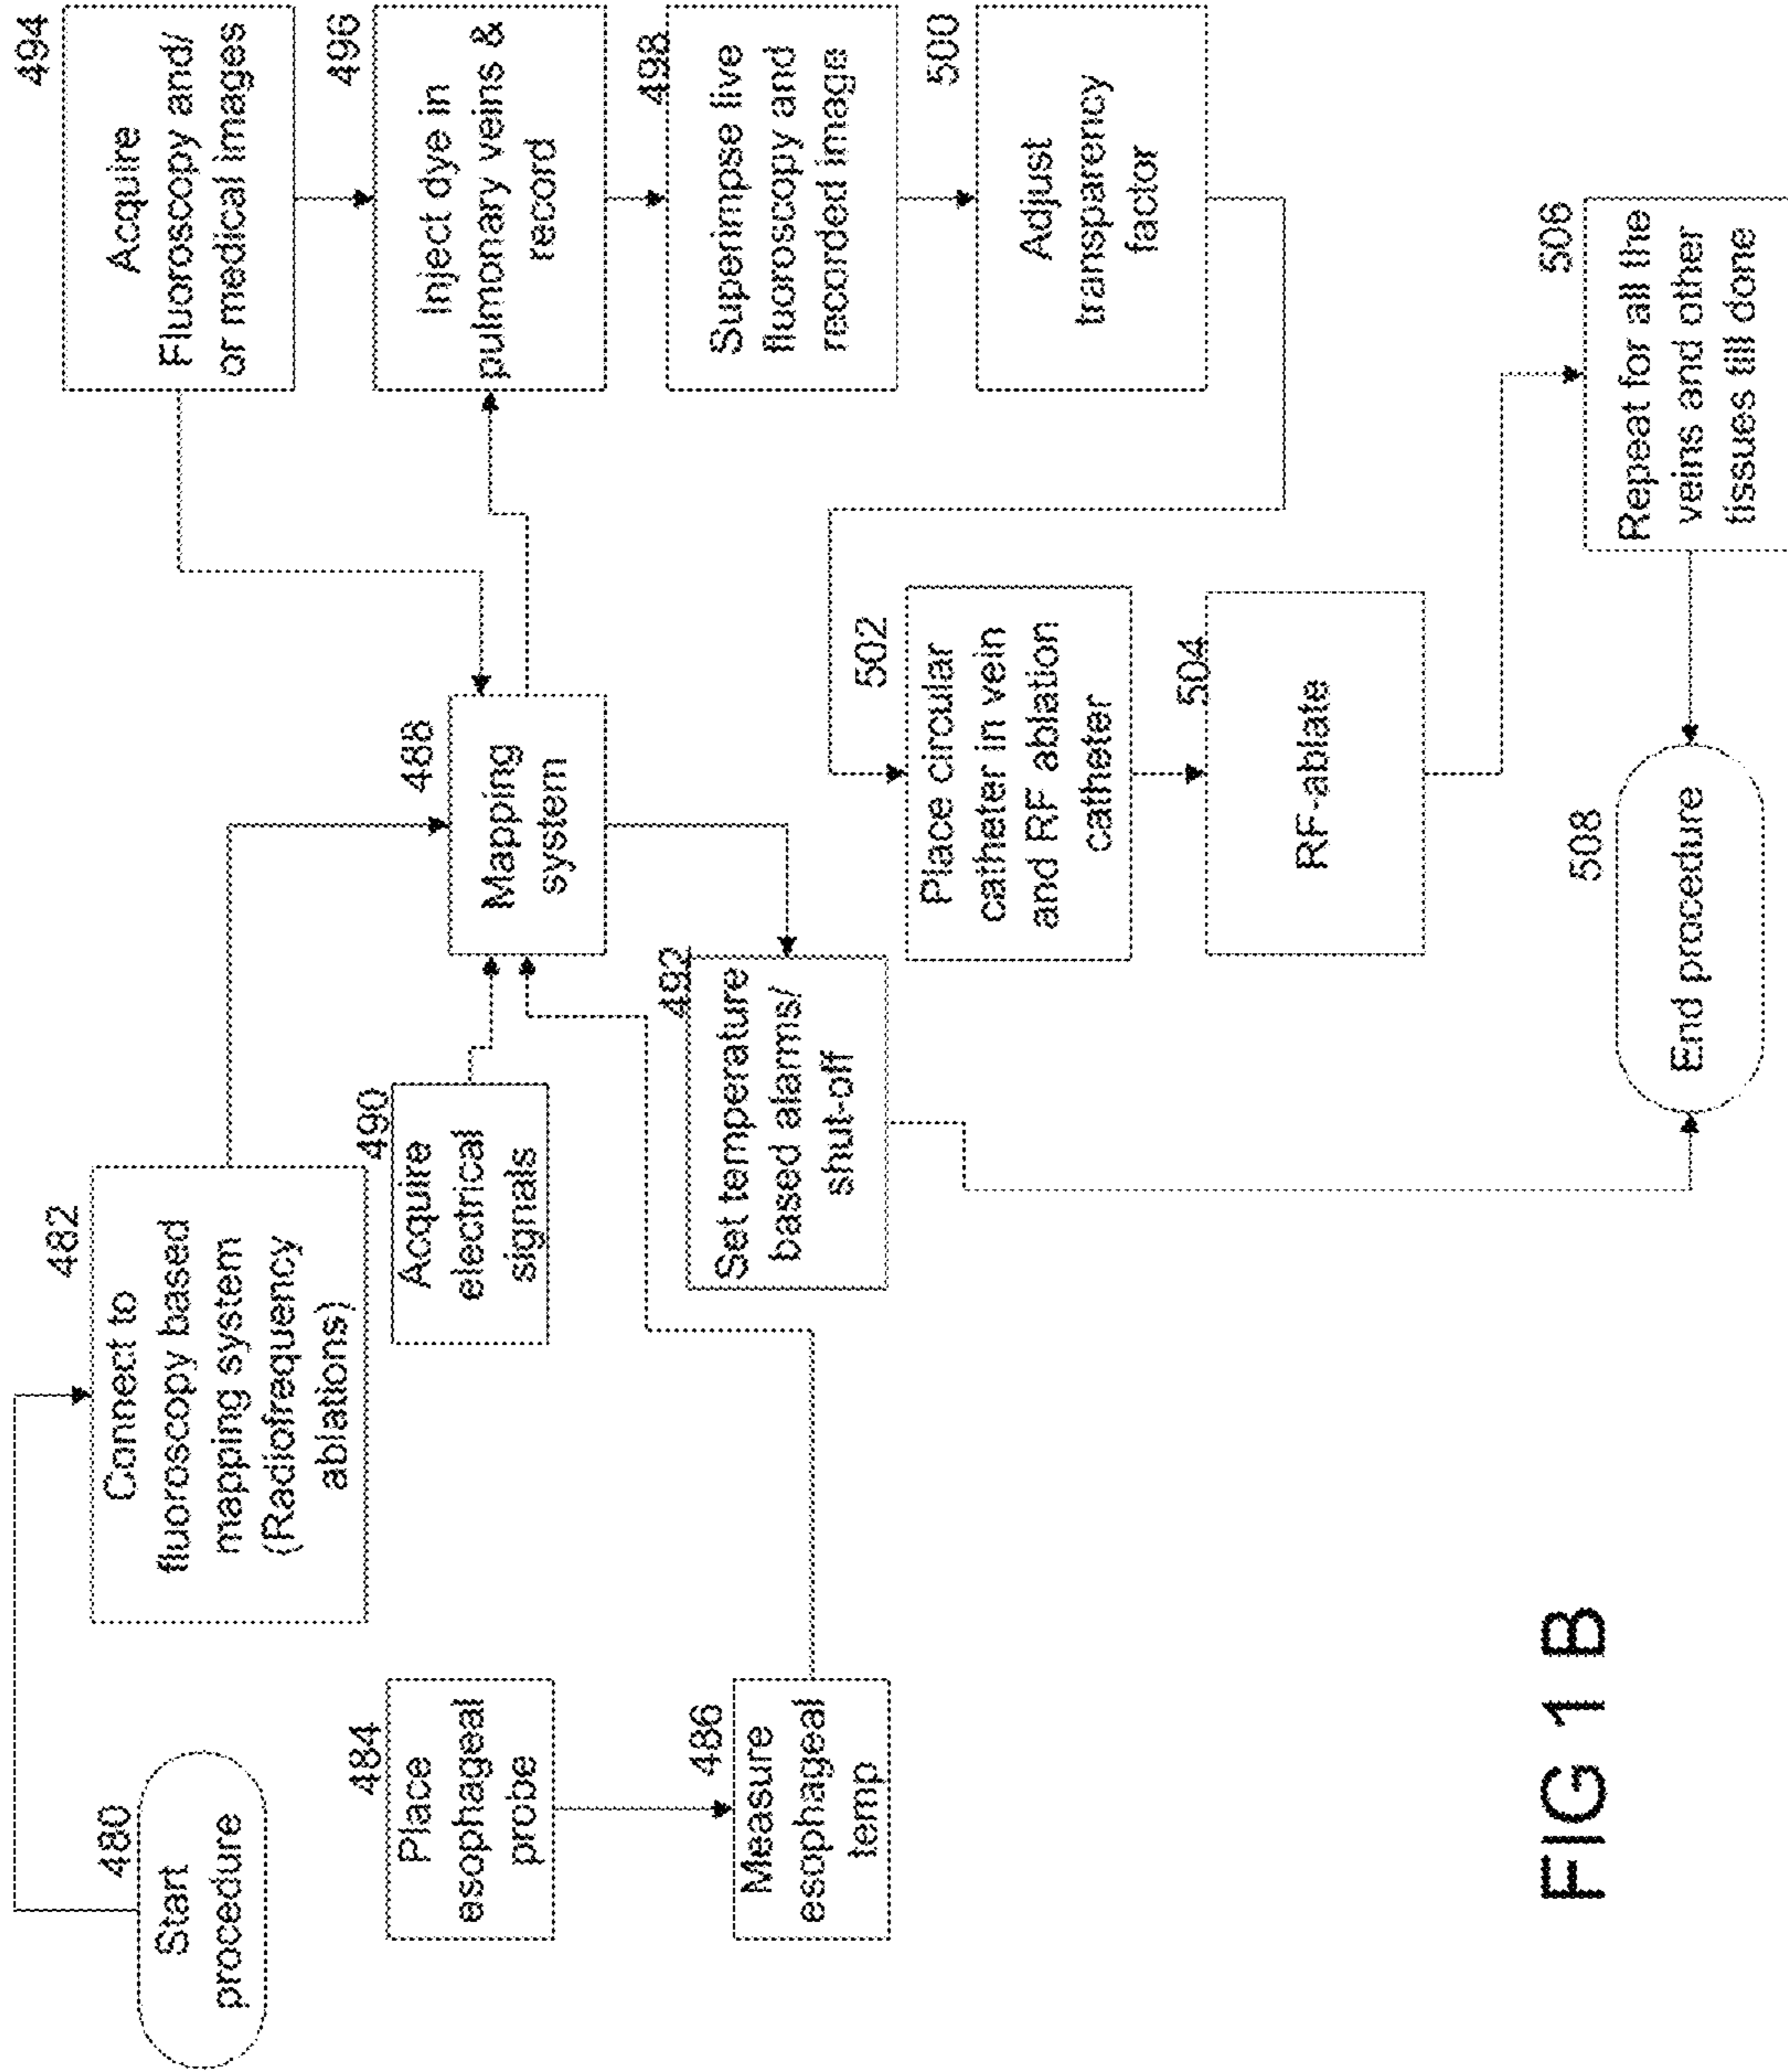 480
Start
procedure
482
Connect to
fluoroscopy based
mapping system
(Radiofrequency
ablations)
484
Place
esophageal
probe
486
Measure
esophageal
temp
490
Acquire
electrical
signals
488
Mapping
system
492
Set temperature
based alarms/
shut-off
494
Acquire
Fluoroscopy and/
or medical images
496
Inject dye in
pulmonary veins &
record
498
Superimpse live
fluoroscopy and
recorded image
500
Adjust
transparency
factor
502
Place circular
catheter in vein
and RF ablation
catheter
504
RF-ablate
506
Repeat for all the
veins and other
tissues till done
508
End procedure
FIG 1 B